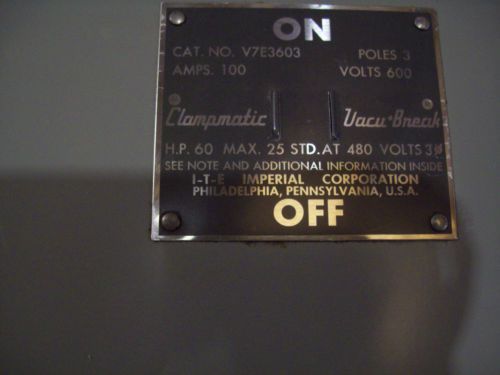 ON
CAT. NO. V7E3603 POLES 3
AMPS. 100 VOLTS 600
Clampmatic Vacu-Break
H.P. 60 MAX. 25 STD. AT 480 VOLTS 3ø
SEE NOTE AND ADDITIONAL INFORMATION INSIDE
I-T-E IMPERIAL CORPORATION
PHILADELPHIA, PENNSYLVANIA, U.S.A.
OFF